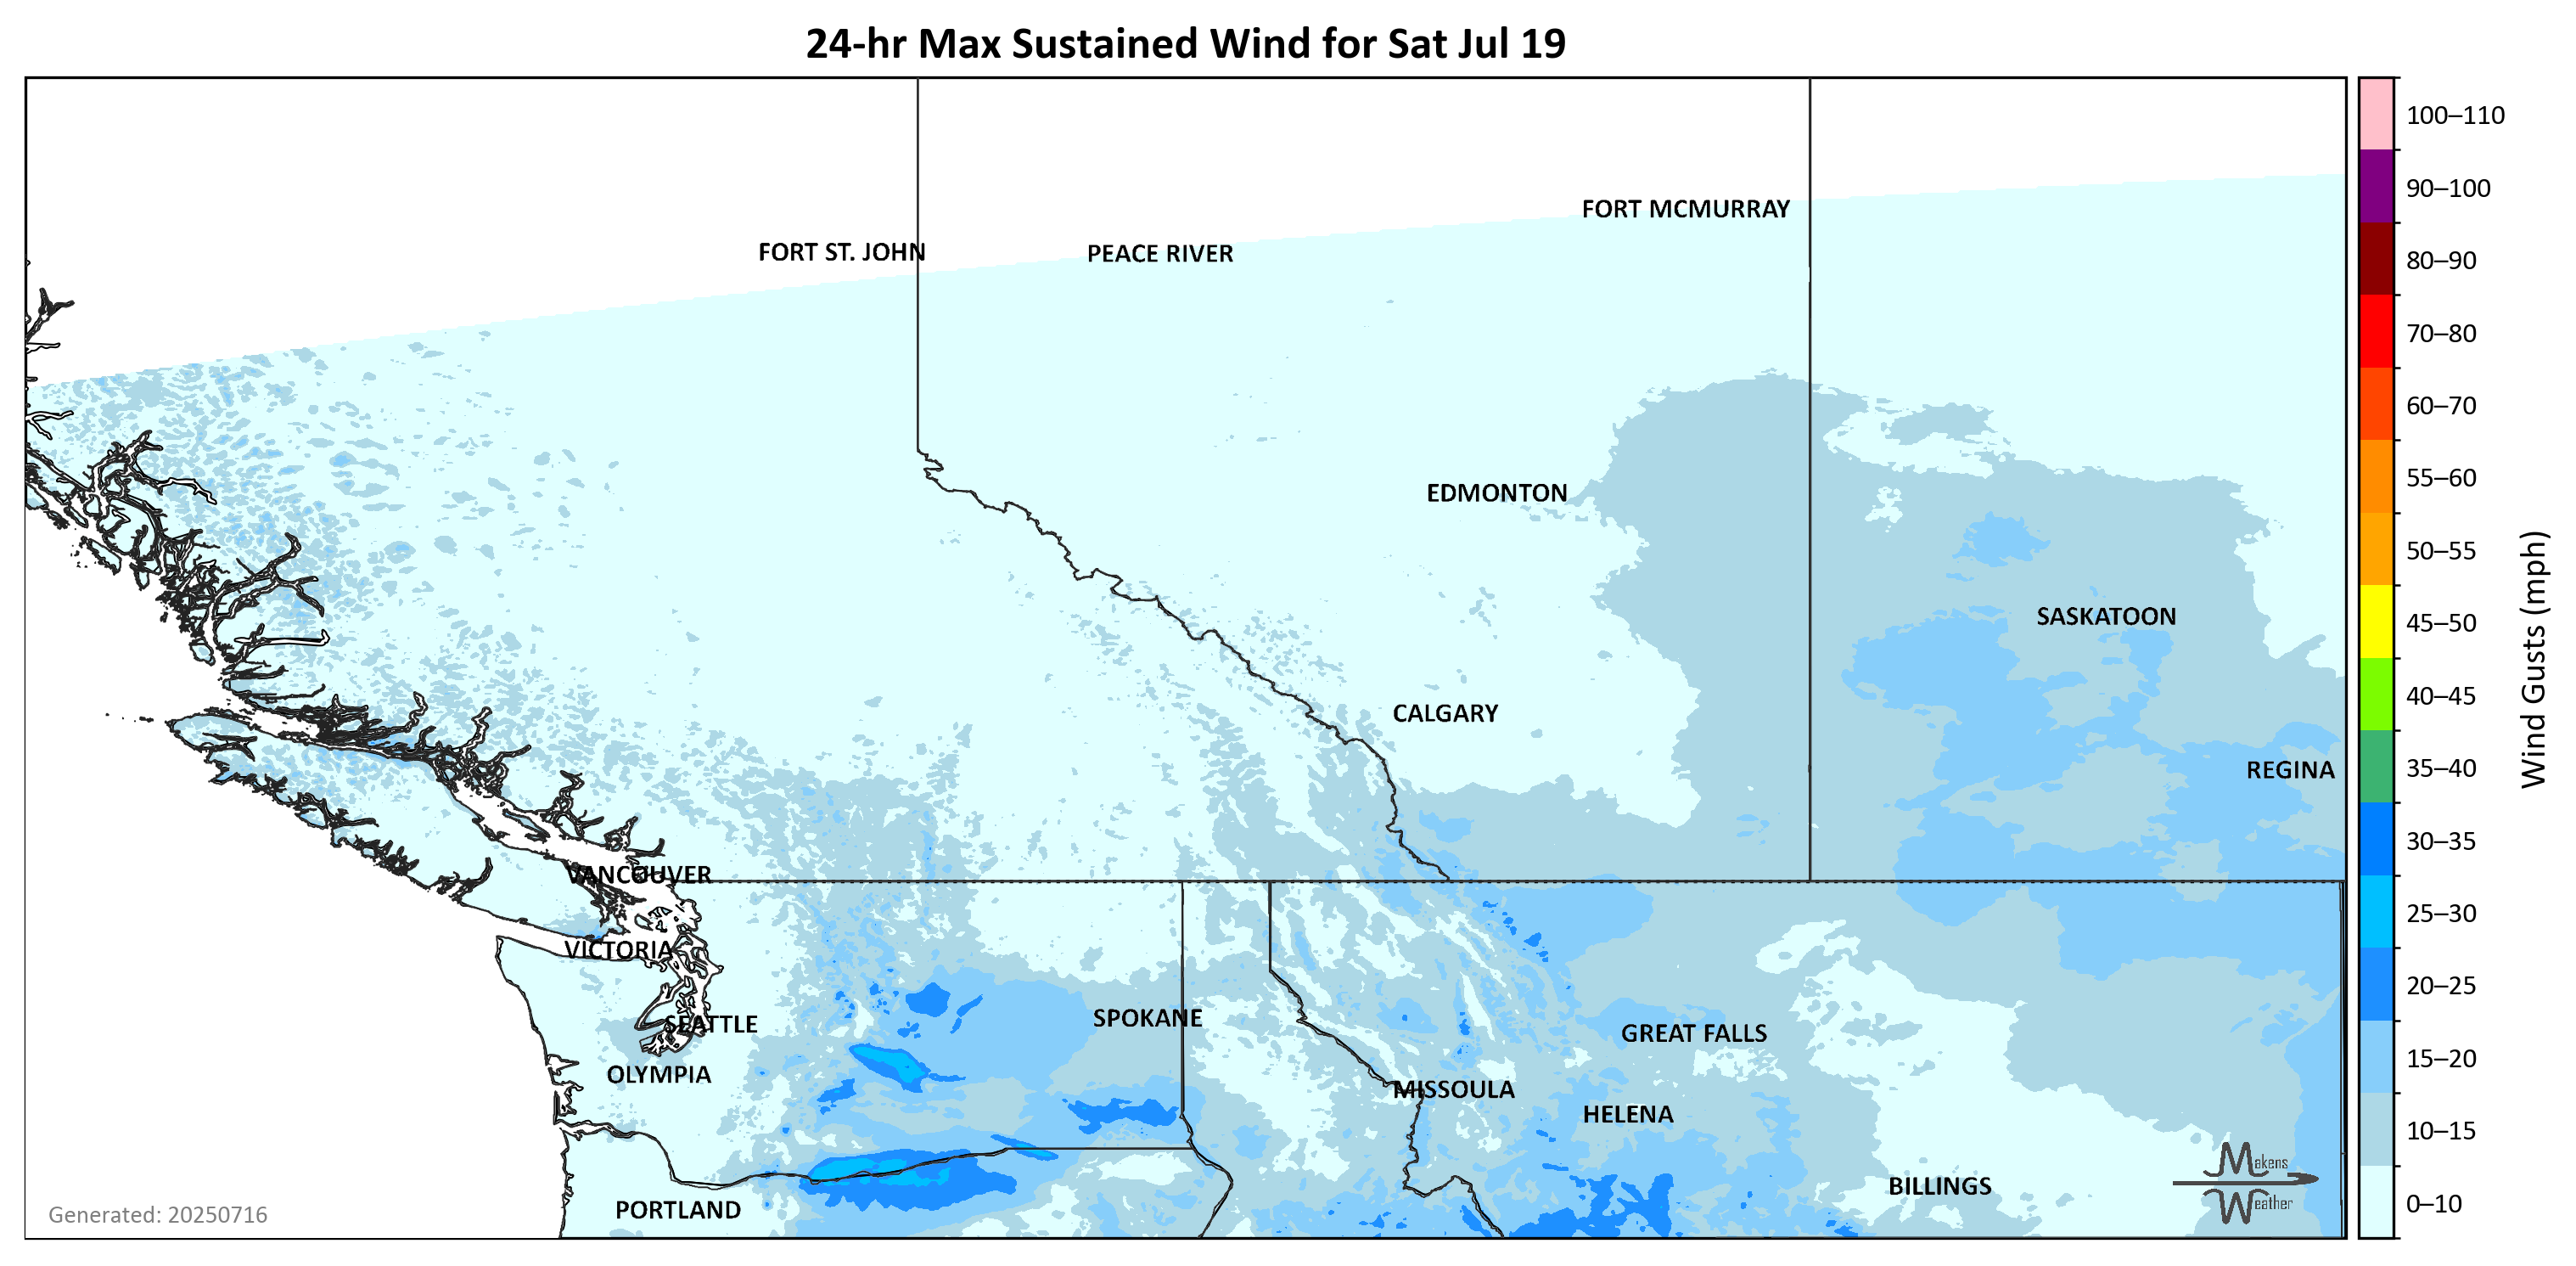 24-hr Max Sustained Wind for Sat Jul 19
100–110
90–100
80–90
70–80
60–70
55–60
50–55
45–50
40–45
35–40
30–35
25–30
20–25
15–20
10–15
0–10
Wind Gusts (mph)
FORT MCMURRAY
FORT ST. JOHN
PEACE RIVER
EDMONTON
SASKATOON
CALGARY
REGINA
VANCOUVER
VICTORIA
SEATTLE
SPOKANE
GREAT FALLS
OLYMPIA
MISSOULA
HELENA
BILLINGS
PORTLAND
Makens
Weather
Generated: 20250716